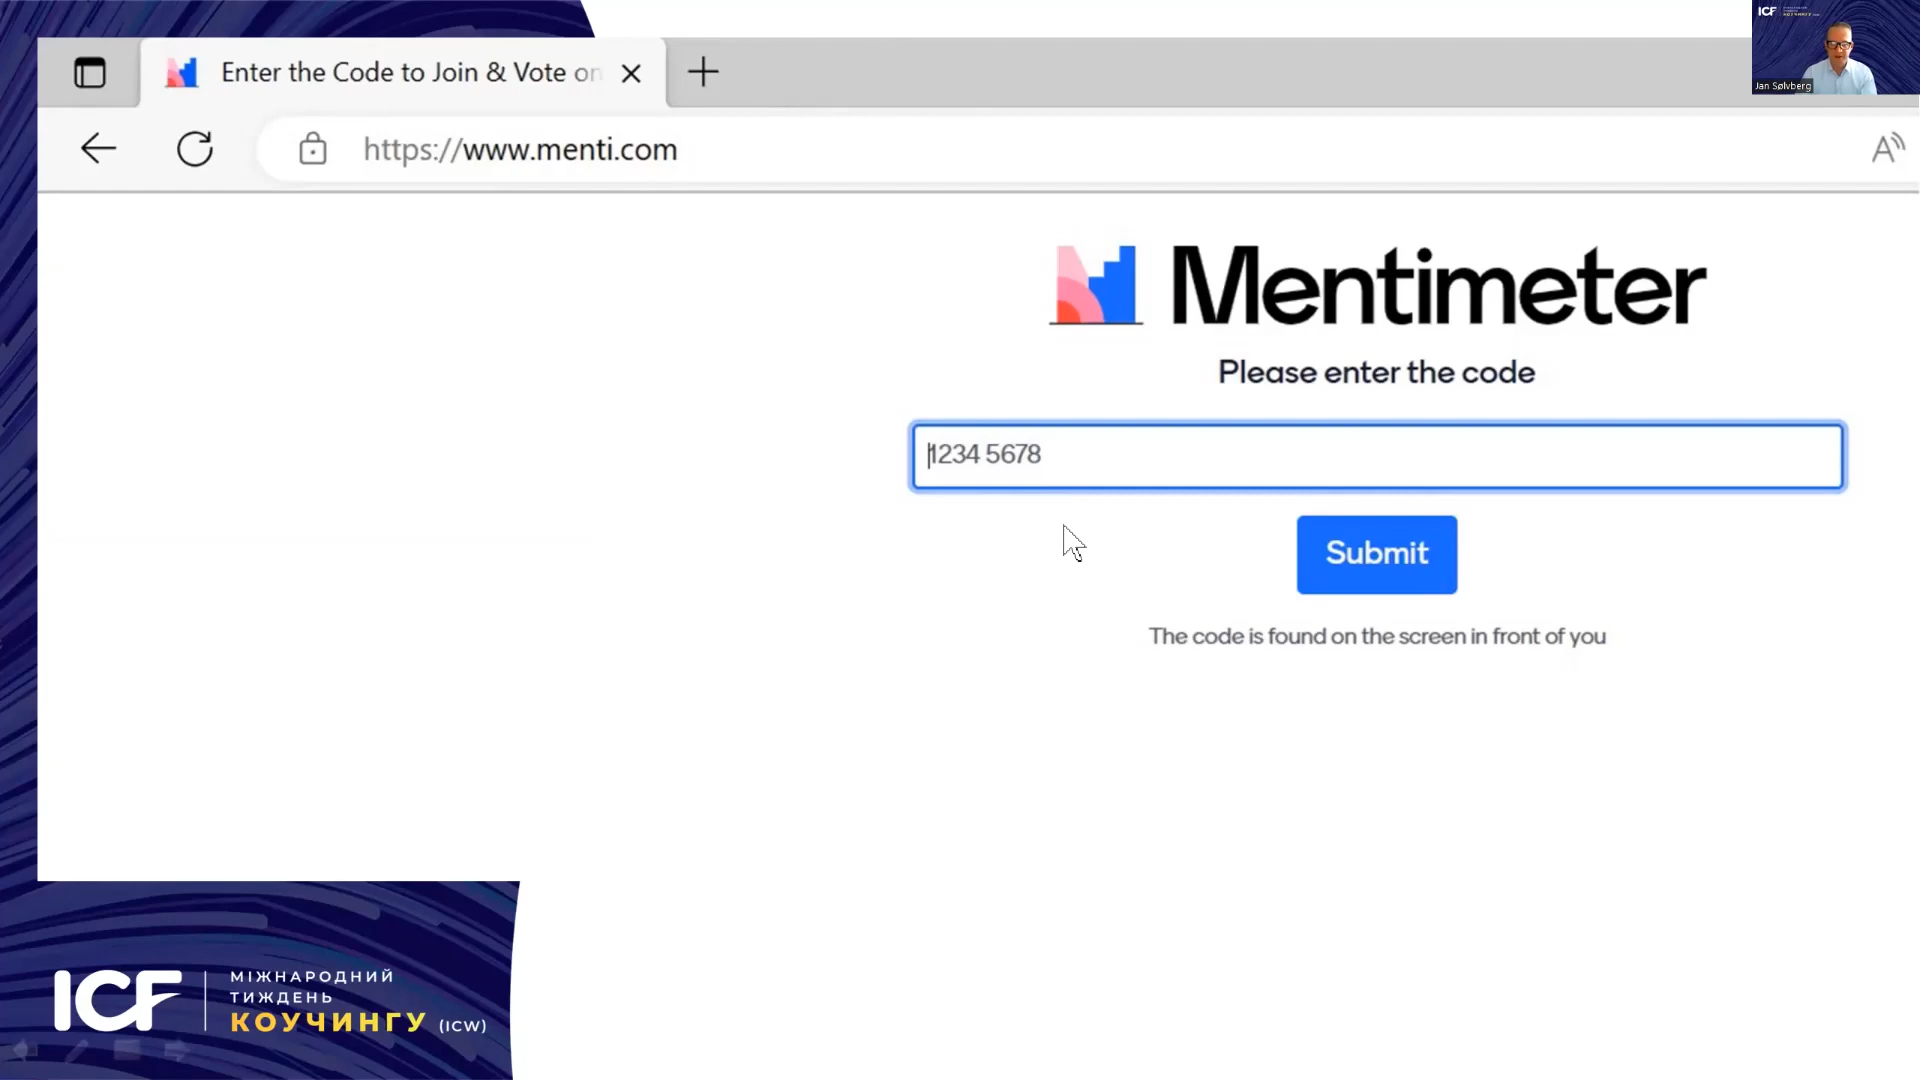 Enter the Code to Join & Vote on
https://www.menti.com
Mentimeter
Please enter the code
1234 5678
Submit
The code is found on the screen in front of you
ICF
Jan Sølvberg
ICF
МІЖНАРОДНИЙ
ТИЖДЕНЬ
КОУЧИНГУ (ICW)